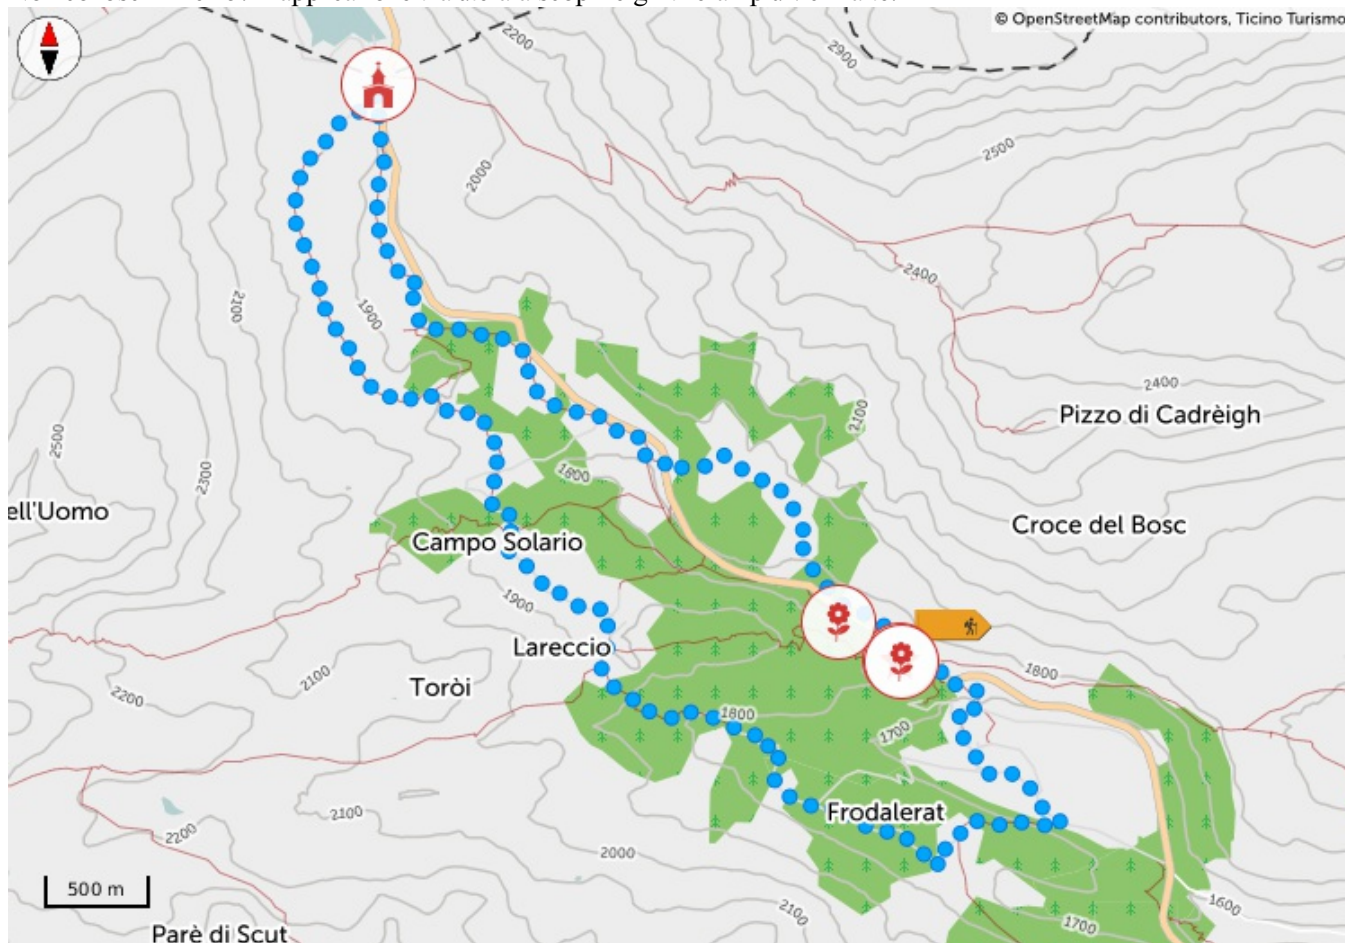 © OpenStreetMap contributors, Ticino Turismo
2200
2900
2500
2000
2400
2100
1900
2400
Pizzo di Cadrèigh
2100
2500
2300
1800
ell'Uomo
Croce del Bosc
Campo Solario
1900
Lareccio
2100
1800
2200
Toròi
1800
1700
2100
Frodalerat
2200
2000
500 m
2100
1600
1700
Parè di Scut